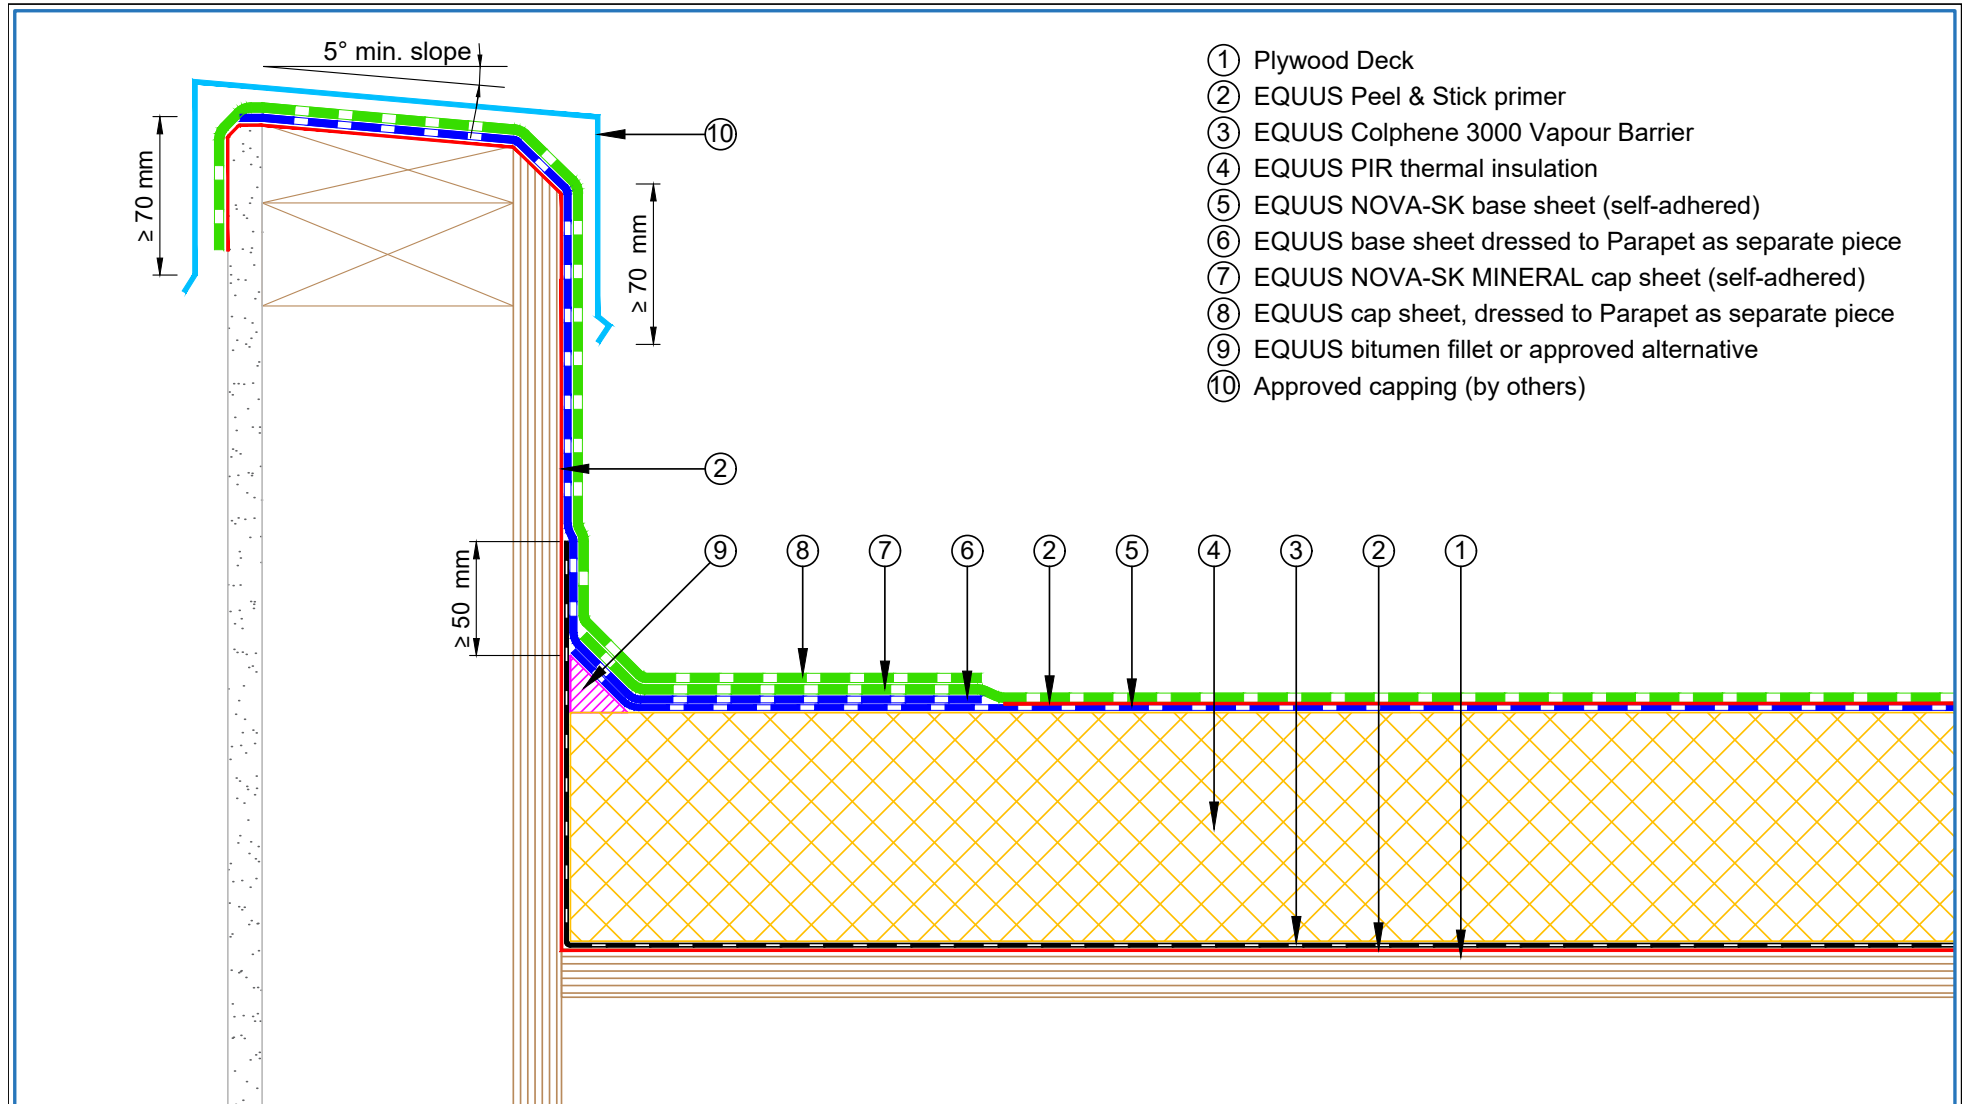 5° min. slope
≥ 70 mm
≥ 70 mm
≥ 50 mm
10
2
9 8 7 6 2 5 4 3 2 1
1 Plywood Deck
2 EQUUS Peel & Stick primer
3 EQUUS Colphene 3000 Vapour Barrier
4 EQUUS PIR thermal insulation
5 EQUUS NOVA-SK base sheet (self-adhered)
6 EQUUS base sheet dressed to Parapet as separate piece
7 EQUUS NOVA-SK MINERAL cap sheet (self-adhered)
8 EQUUS cap sheet, dressed to Parapet as separate piece
9 EQUUS bitumen fillet or approved alternative
10 Approved capping (by others)